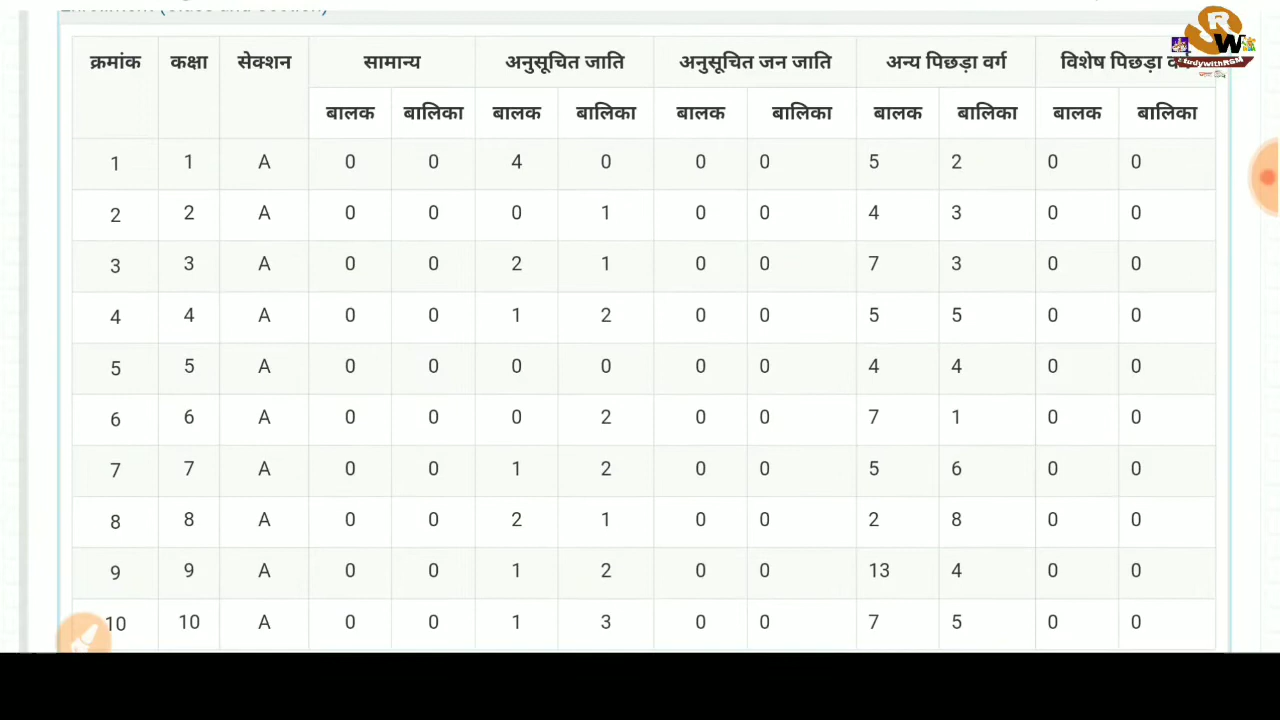 Enrollment (Class and Section)
क्रमांक कक्षा सेक्शन सामान्य अनुसूचित जाति अनुसूचित जन जाति अन्य पिछड़ा वर्ग विशेष पिछड़ा
बालक बालिका बालक बालिका बालक बालिका बालक बालिका बालक बालिका
1 1 A 0 0 4 0 0 0 5 2 0 0
2 2 A 0 0 0 1 0 0 4 3 0 0
3 3 A 0 0 2 1 0 0 7 3 0 0
4 4 A 0 0 1 2 0 0 5 5 0 0
5 5 A 0 0 0 0 0 0 4 4 0 0
6 6 A 0 0 0 2 0 0 7 1 0 0
7 7 A 0 0 1 2 0 0 5 6 0 0
8 8 A 0 0 2 1 0 0 2 8 0 0
9 9 A 0 0 1 2 0 0 13 4 0 0
10 10 A 0 0 1 3 0 0 7 5 0 0
SRW
StudywithRSM